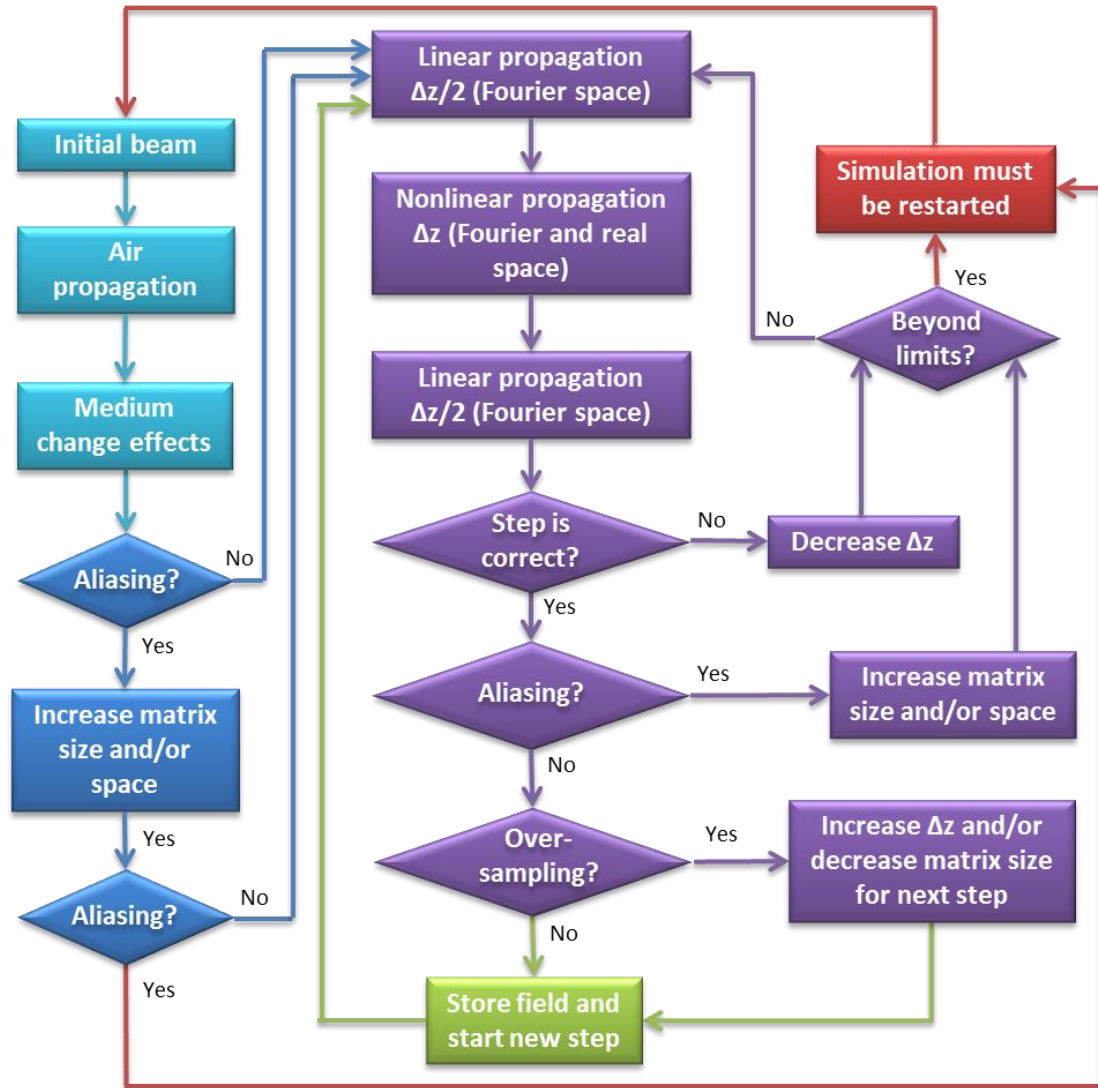 Initial beam
Air
propagation
Medium
change effects
Aliasing?
No
Yes
Increase matrix
size and/or
space
Yes
Aliasing?
No
Yes
Linear propagation
Δz/2 (Fourier space)
Nonlinear propagation
Δz (Fourier and real
space)
Linear propagation
Δz/2 (Fourier space)
Step is
correct?
No
Decrease Δz
Yes
Aliasing?
Yes
Increase matrix
size and/or space
No
Over-
sampling?
Yes
Increase Δz and/or
decrease matrix size
for next step
No
Store field and
start new step
Beyond
limits?
No
Yes
Simulation must
be restarted